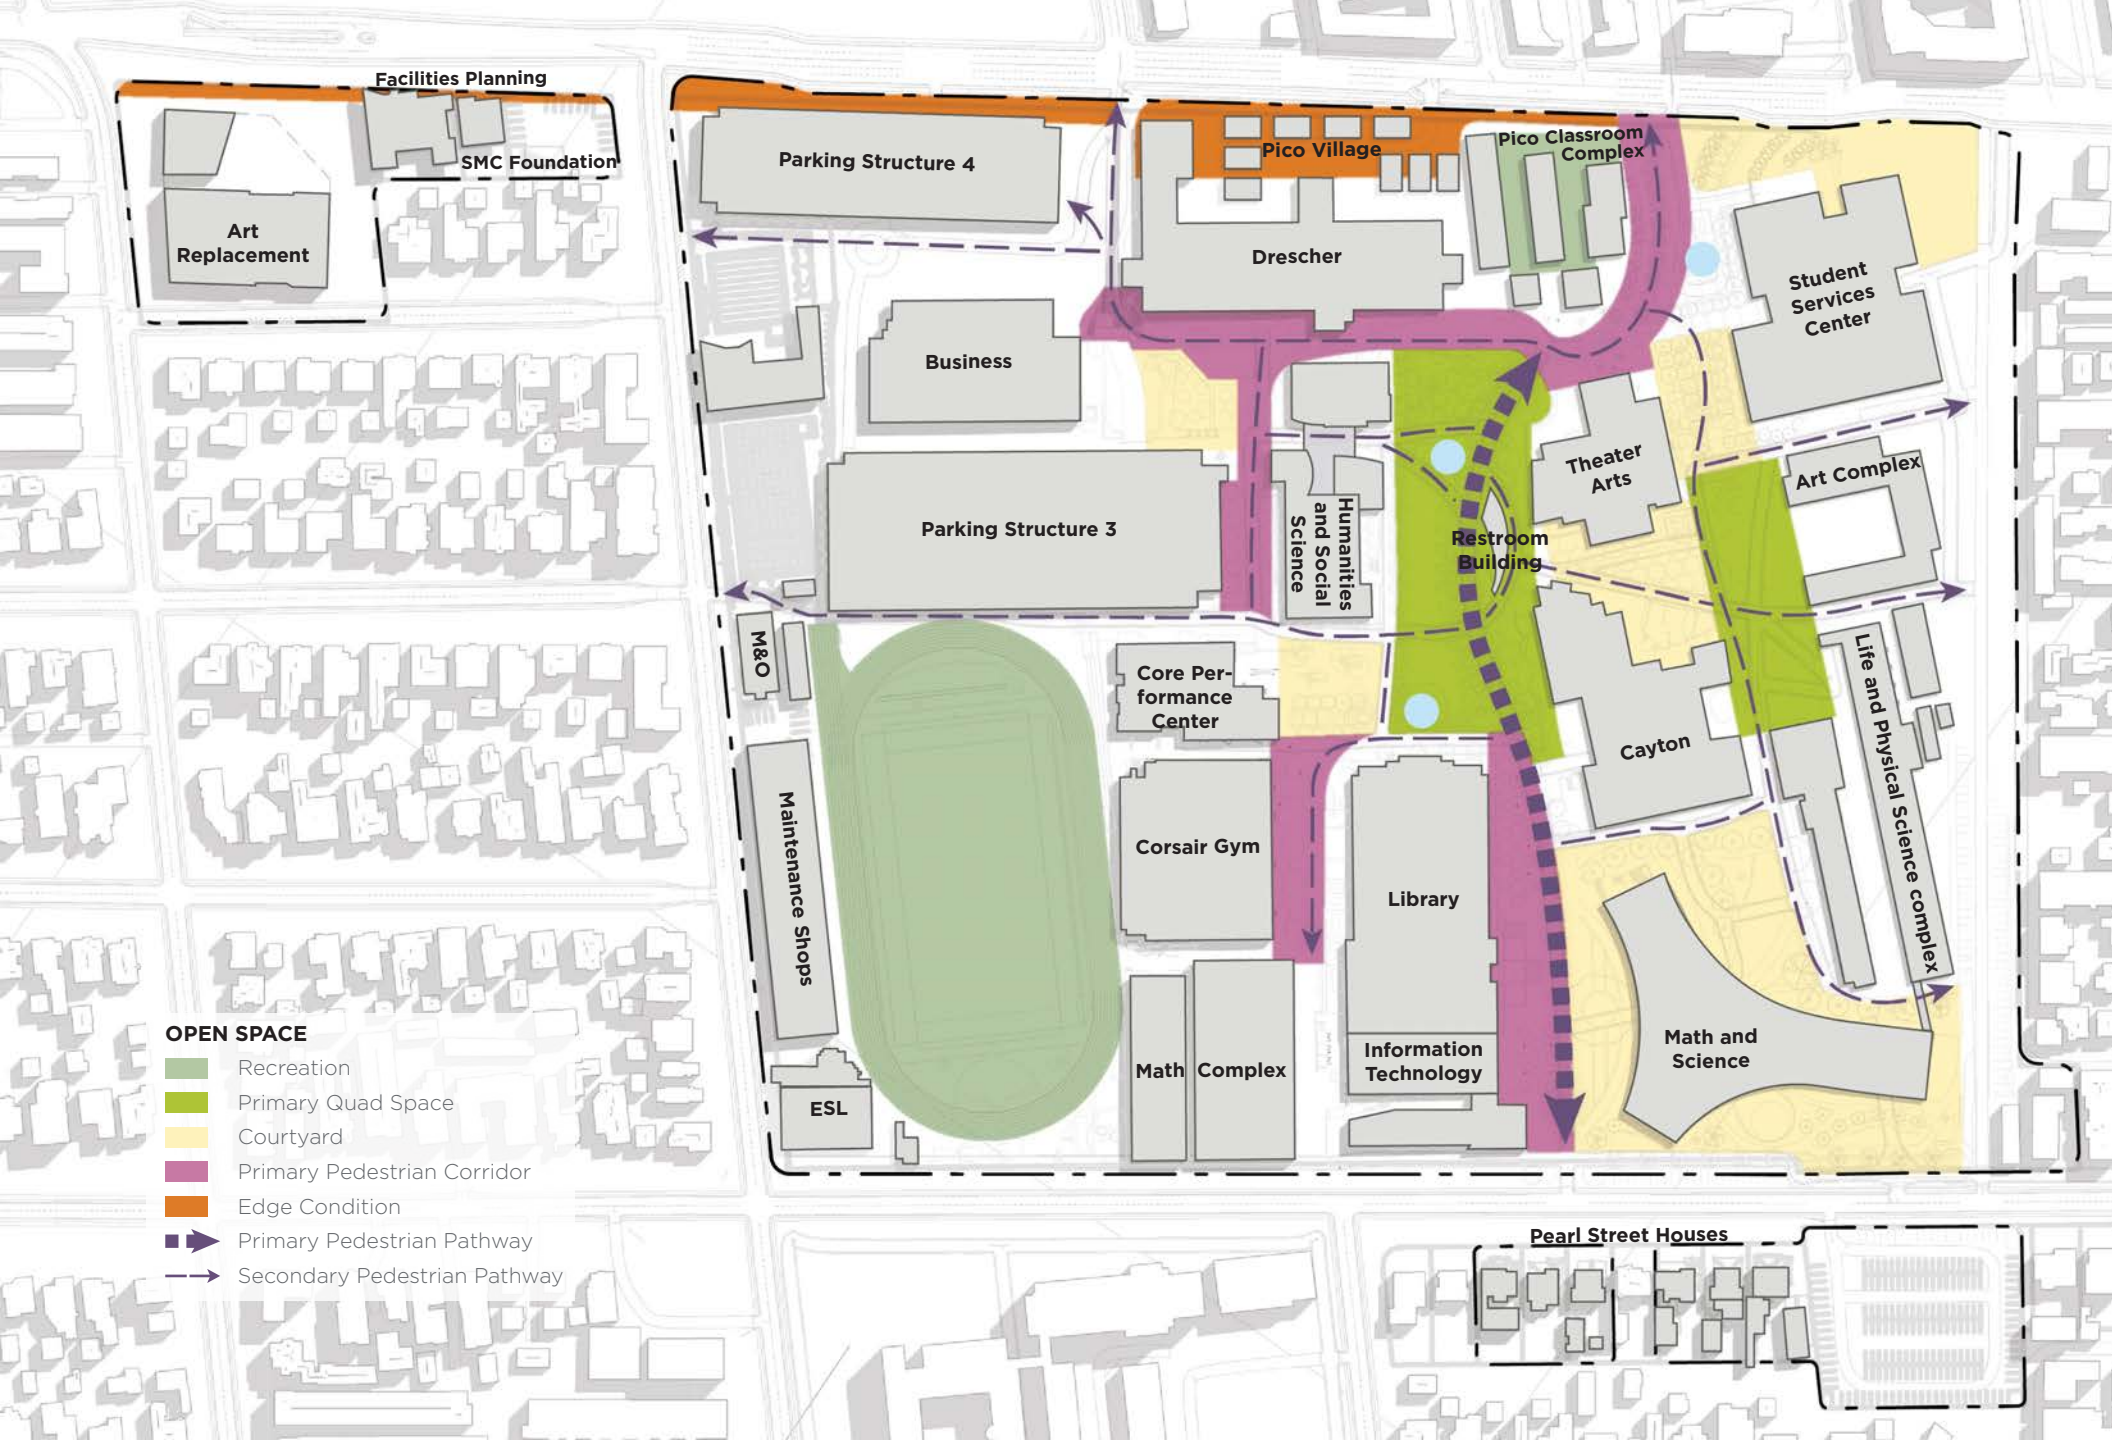 Facilities Planning
SMC Foundation
Art
Replacement
Parking Structure 4
Pico Village
Pico Classroom
Complex
Drescher
Student
Services
Center
Business
Theater
Arts
Art Complex
Parking Structure 3
Humanities
and Social
Science
Restroom
Building
M&O
Core Per-
formance
Center
Cayton
Life and Physical Science complex
Maintenance Shops
Corsair Gym
Library
Math and
Science
Information
Technology
Math Complex
ESL
OPEN SPACE
Recreation
Primary Quad Space
Courtyard
Primary Pedestrian Corridor
Edge Condition
Primary Pedestrian Pathway
Secondary Pedestrian Pathway
Pearl Street Houses